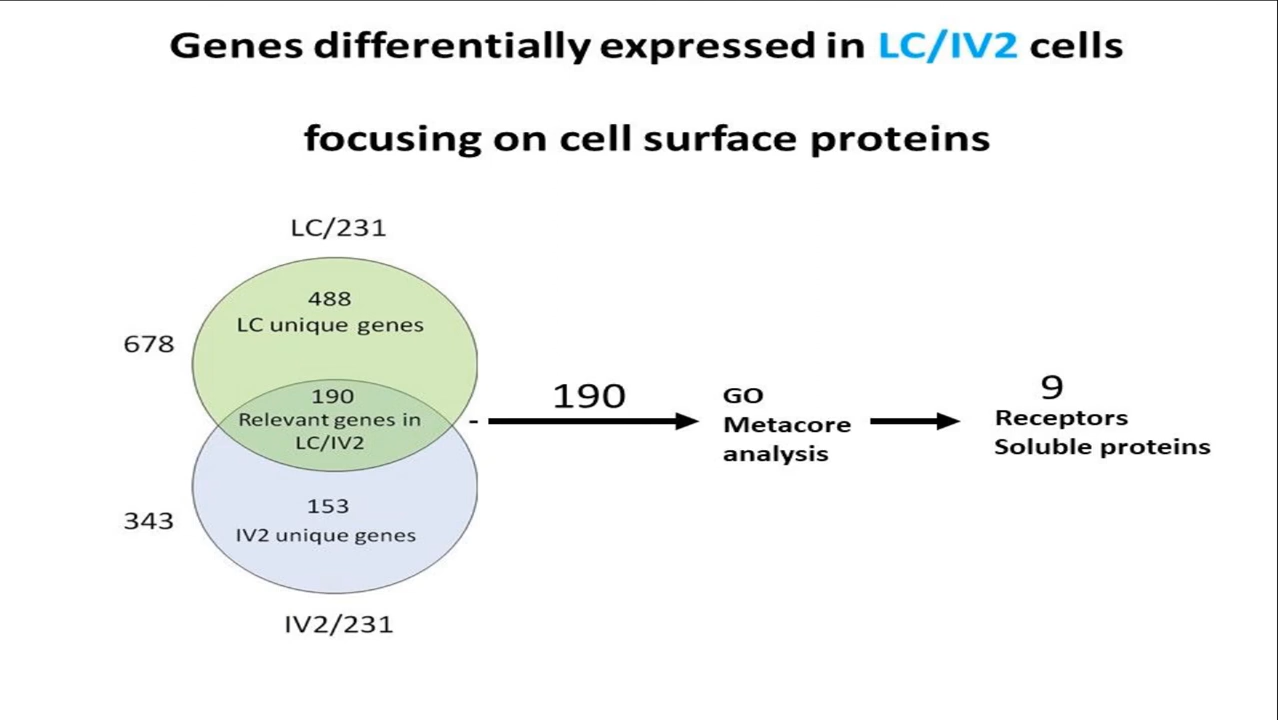 Genes differentially expressed in LC/IV2 cells
focusing on cell surface proteins
LC/231
488
LC unique genes
678
190
Relevant genes in
LC/IV2
343
153
IV2 unique genes
IV2/231
-
190
GO
Metacore
analysis
9
Receptors
Soluble proteins